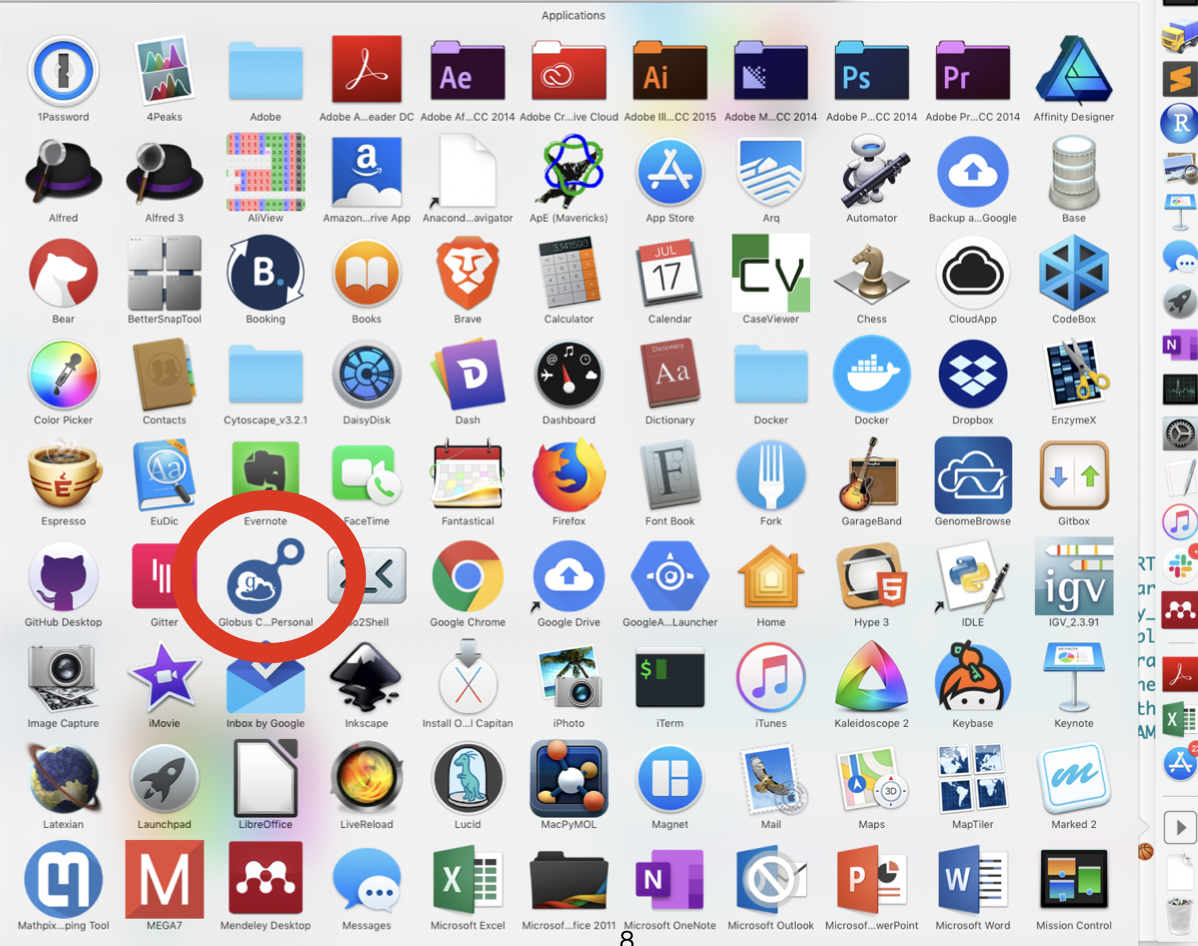 Applications
1Password 4Peaks Adobe Adobe A...eader DC Adobe Af...CC 2014 Adobe Cr...ive Cloud Adobe Ill...CC 2015 Adobe M...CC 2014 Adobe P...CC 2014 Adobe Pr...CC 2014 Affinity Designer
Alfred Alfred 3 AliView Amazon...rive App Anacond...avigator ApE (Mavericks) App Store Arq Automator Backup a...Google Base
Bear BetterSnapTool Booking Books Brave Calculator Calendar CaseViewer Chess CloudApp CodeBox
Color Picker Contacts Cytoscape_v3.2.1 DaisyDisk Dash Dashboard Dictionary Docker Docker Dropbox EnzymeX
Espresso EuDic Evernote FaceTime Fantastical Firefox Font Book Fork GarageBand GenomeBrowse Gitbox
GitHub Desktop Gitter Globus C...Personal Go2Shell Google Chrome Google Drive GoogleA...Launcher Home Hype 3 IDLE IGV_2.3.91
Image Capture iMovie Inbox by Google Inkscape Install O...l Capitan iPhoto iTerm iTunes Kaleidoscope 2 Keybase Keynote
Latexian Launchpad LibreOffice LiveReload Lucid MacPyMOL Magnet Mail Maps MapTiler Marked 2
Mathpix...ping Tool MEGA7 Mendeley Desktop Messages Microsoft Excel Microsof...fice 2011 Microsoft OneNote Microsoft Outlook Microsoft...werPoint Microsoft Word Mission Control
8